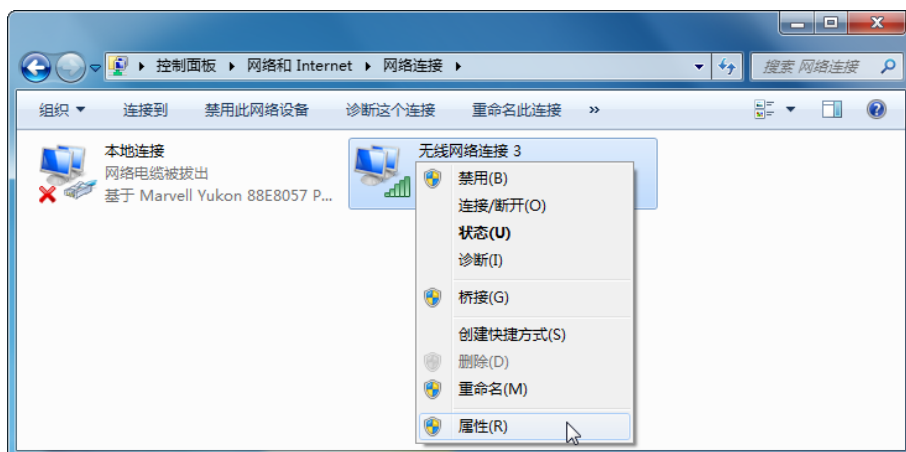 控制面板 ▸ 网络和 Internet ▸ 网络连接 ▸
搜索 网络连接
组织 连接到 禁用此网络设备 诊断这个连接 重命名此连接 »
本地连接
网络电缆被拔出
基于 Marvell Yukon 88E8057 P...
无线网络连接 3
禁用(B)
连接/断开(O)
状态(U)
诊断(I)
桥接(G)
创建快捷方式(S)
删除(D)
重命名(M)
属性(R)